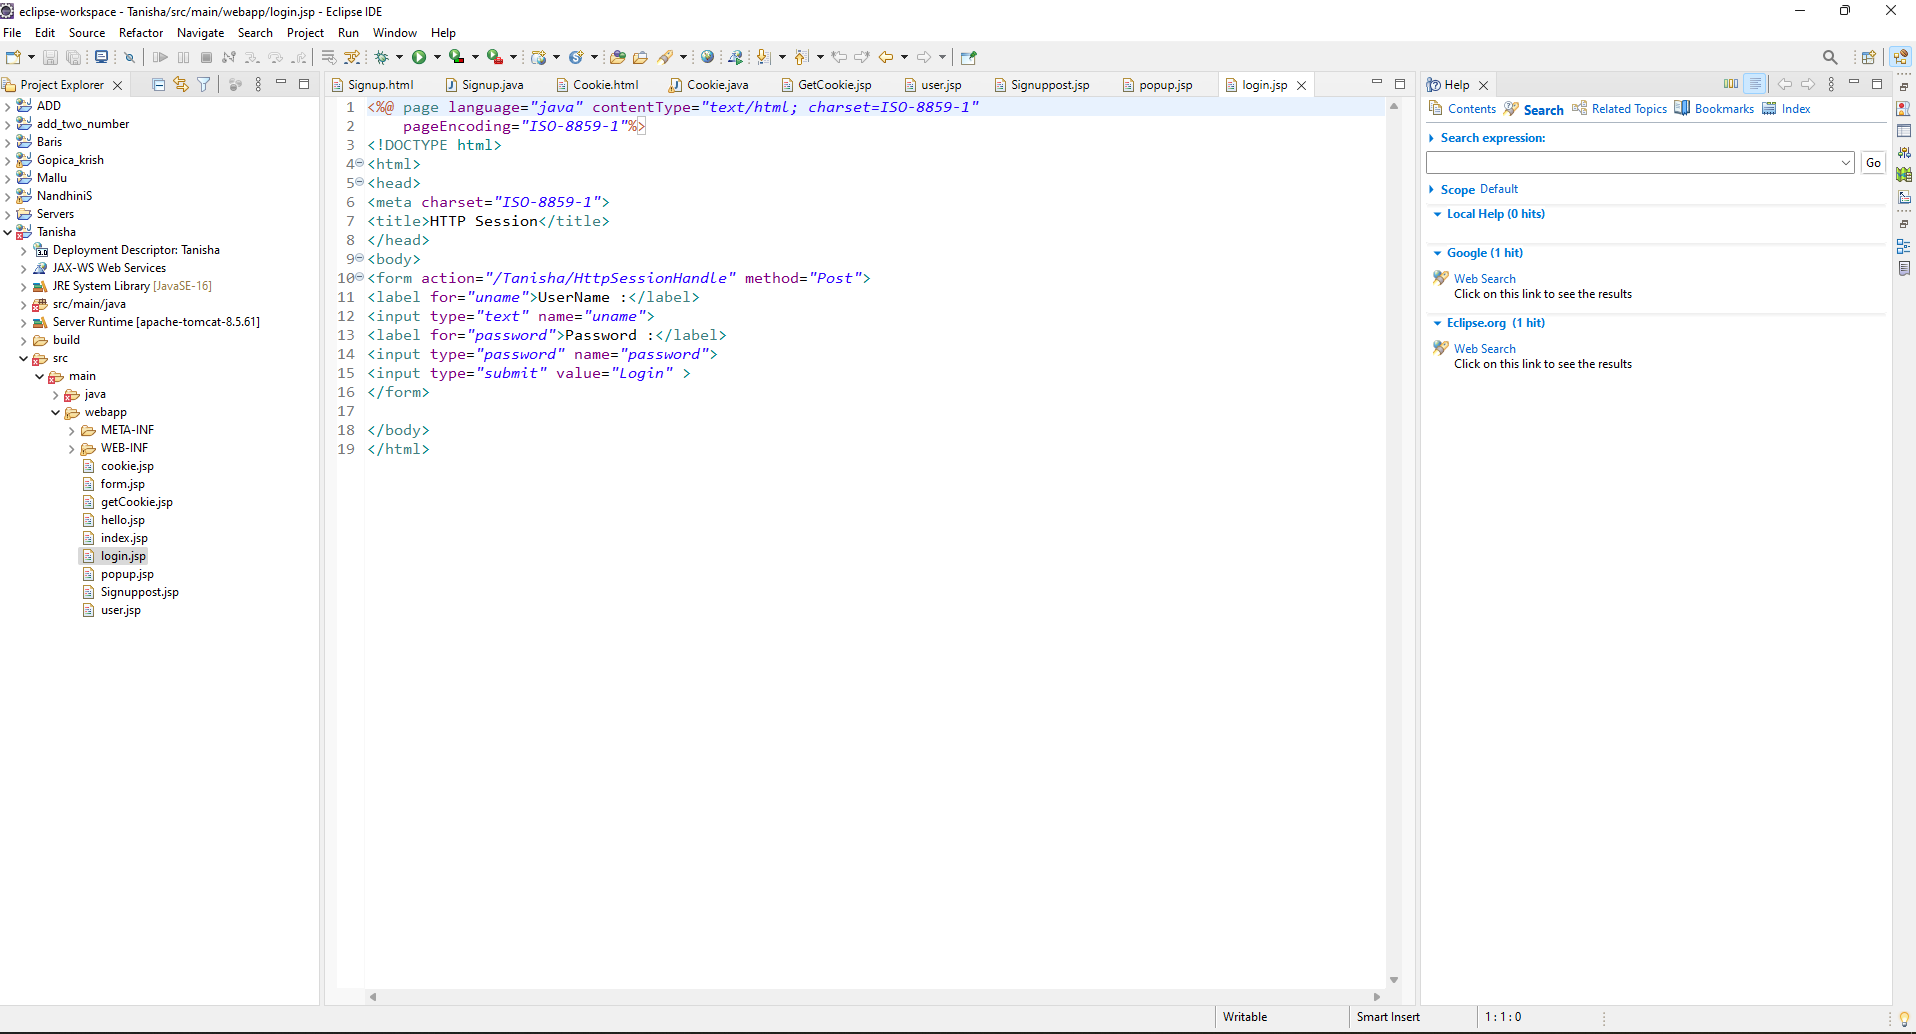 eclipse-workspace - Tanisha/src/main/webapp/login.jsp - Eclipse IDE
File Edit Source Refactor Navigate Search Project Run Window Help
Project Explorer
ADD
add_two_number
Baris
Gopica_krish
Mallu
NandhiniS
Servers
Tanisha
Deployment Descriptor: Tanisha
JAX-WS Web Services
JRE System Library [JavaSE-16]
src/main/java
Server Runtime [apache-tomcat-8.5.61]
build
src
main
java
webapp
META-INF
WEB-INF
cookie.jsp
form.jsp
getCookie.jsp
hello.jsp
index.jsp
login.jsp
popup.jsp
Signuppost.jsp
user.jsp
Signup.html Signup.java Cookie.html Cookie.java GetCookie.jsp user.jsp Signuppost.jsp popup.jsp login.jsp
1 <%@ page language="java" contentType="text/html; charset=ISO-8859-1"
2     pageEncoding="ISO-8859-1"%>
3 <!DOCTYPE html>
4 <html>
5 <head>
6 <meta charset="ISO-8859-1">
7 <title>HTTP Session</title>
8 </head>
9 <body>
10 <form action="/Tanisha/HttpSessionHandle" method="Post">
11 <label for="uname">UserName :</label>
12 <input type="text" name="uname">
13 <label for="password">Password :</label>
14 <input type="password" name="password">
15 <input type="submit" value="Login" >
16 </form>
17
18 </body>
19 </html>
Help
Contents Search Related Topics Bookmarks Index
Search expression:
Go
Scope Default
Local Help (0 hits)
Google (1 hit)
Web Search
Click on this link to see the results
Eclipse.org (1 hit)
Web Search
Click on this link to see the results
Writable Smart Insert 1 : 1 : 0